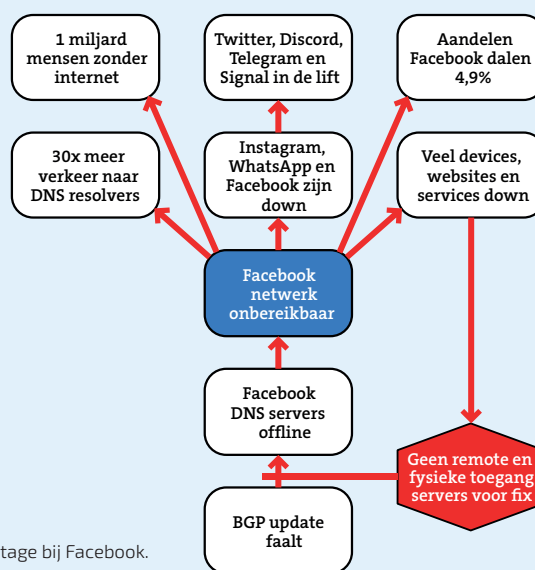 1 miljard
mensen zonder
internet
Twitter, Discord,
Telegram en
Signal in de lift
Aandelen
Facebook dalen
4,9%
30x meer
verkeer naar
DNS resolvers
Instagram,
WhatsApp en
Facebook zijn
down
Veel devices,
websites en
services down
Facebook
netwerk
onbereikbaar
Facebook
DNS servers
offline
Geen remote en
fysieke toegang
servers voor fix
BGP update
faalt
tage bij Facebook.